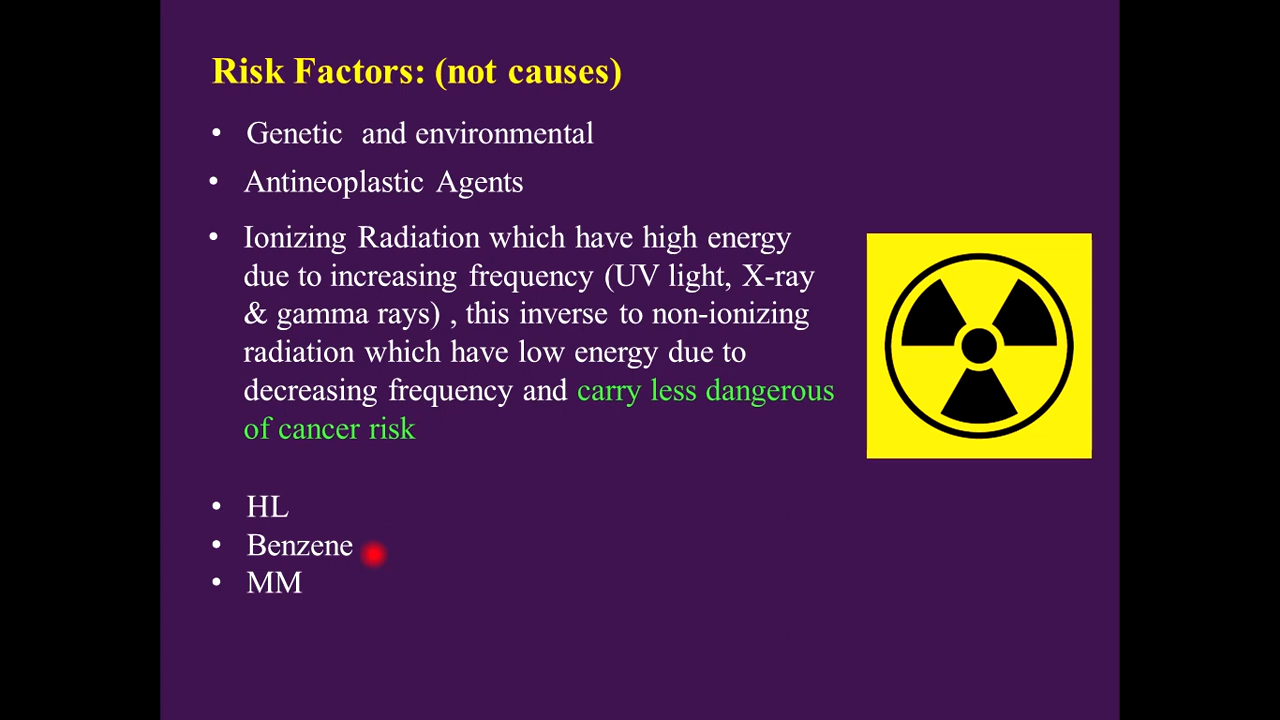 Risk Factors: (not causes)
• Genetic and environmental
• Antineoplastic Agents
• Ionizing Radiation which have high energy
due to increasing frequency (UV light, X-ray
& gamma rays) , this inverse to non-ionizing
radiation which have low energy due to
decreasing frequency and carry less dangerous
of cancer risk
• HL
• Benzene
• MM